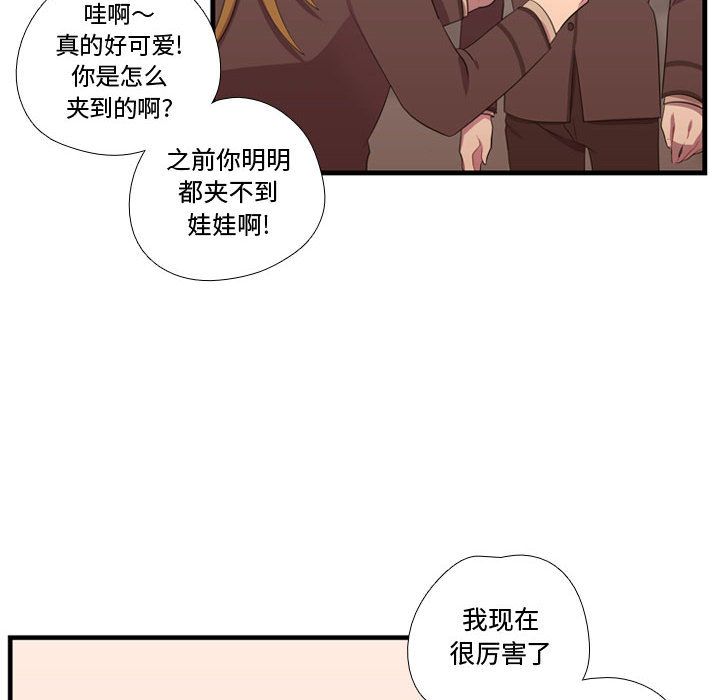 哇啊～
真的好可爱!
你是怎么
夹到的啊?
之前你明明
都夹不到
娃娃啊!
我现在
很厉害了